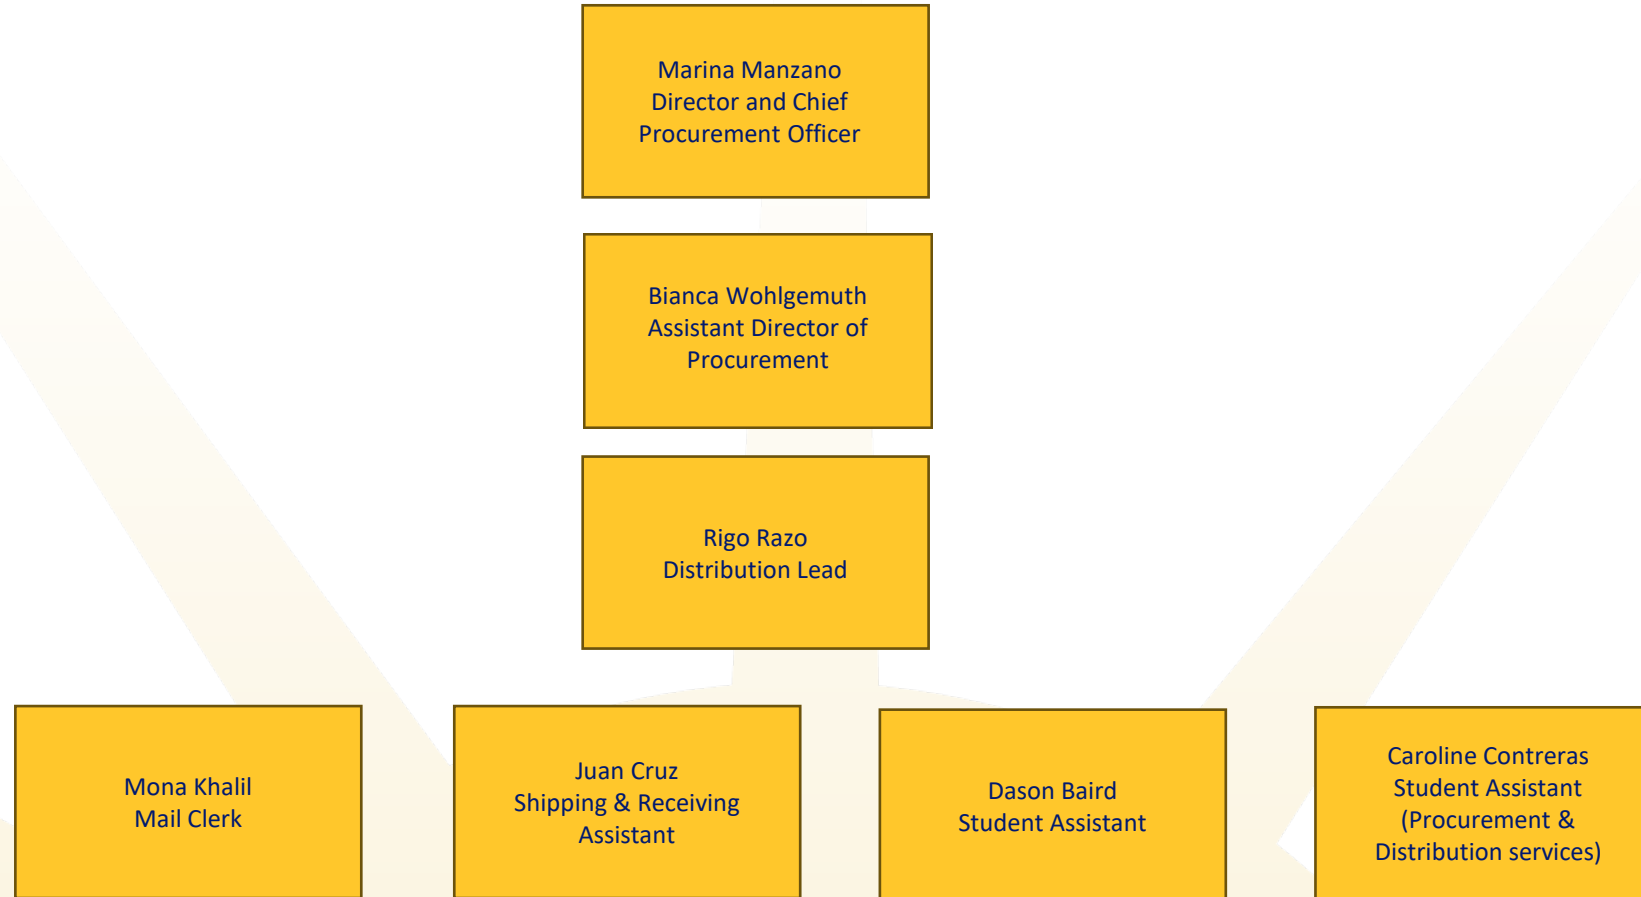 Marina Manzano
Director and Chief
Procurement Officer
Bianca Wohlgemuth
Assistant Director of
Procurement
Rigo Razo
Distribution Lead
Mona Khalil
Mail Clerk
Juan Cruz
Shipping & Receiving
Assistant
Dason Baird
Student Assistant
Caroline Contreras
Student Assistant
(Procurement &
Distribution services)